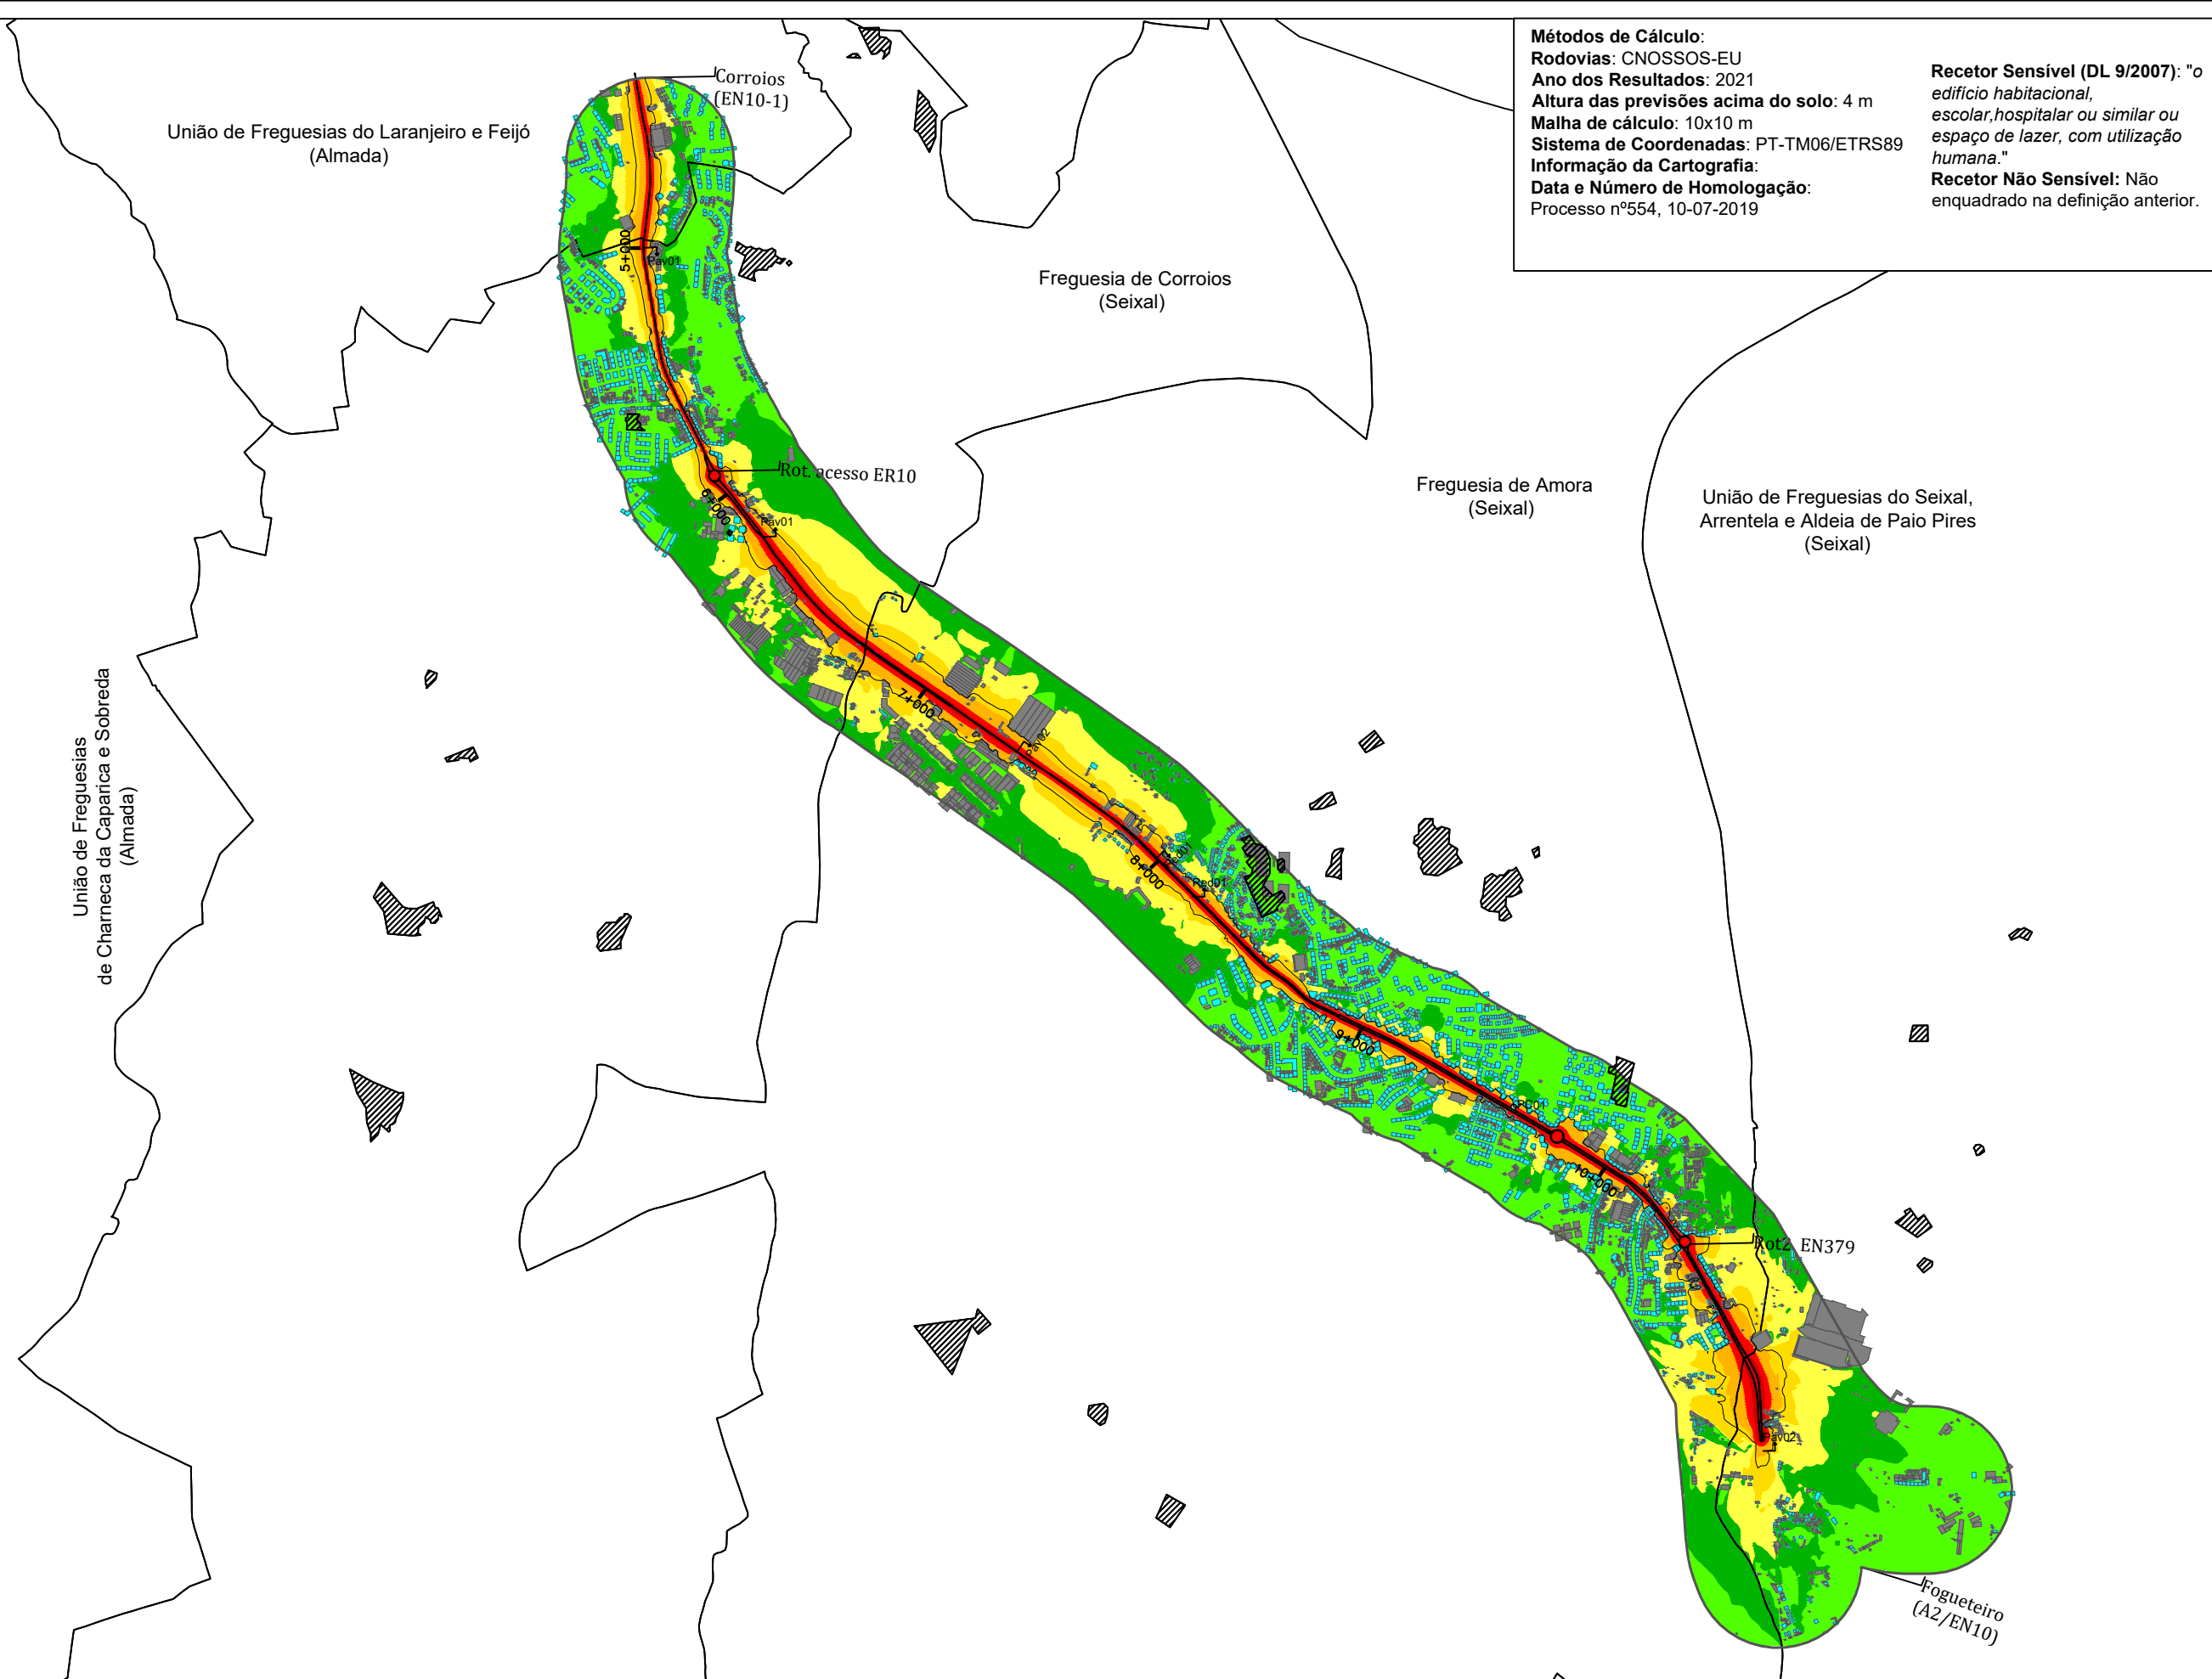 Métodos de Cálculo:
Rodovias: CNOSSOS-EU
Ano dos Resultados: 2021
Altura das previsões acima do solo: 4 m
Malha de cálculo: 10x10 m
Sistema de Coordenadas: PT-TM06/ETRS89
Informação da Cartografia:
Data e Número de Homologação:
Processo nº554, 10-07-2019
Recetor Sensível (DL 9/2007): "o
edifício habitacional,
escolar,hospitalar ou similar ou
espaço de lazer, com utilização
humana."
Recetor Não Sensível: Não
enquadrado na definição anterior.
Corroios
(EN10-1)
União de Freguesias do Laranjeiro e Feijó
(Almada)
5+000
Pav01
Freguesia de Corroios
(Seixal)
Rot. acesso ER10
6+000
Pav01
Freguesia de Amora
(Seixal)
União de Freguesias do Seixal,
Arrentela e Aldeia de Paio Pires
(Seixal)
União de Freguesias
de Charneca da Caparica e Sobreda
(Almada)
7+000
Pav02
8+000
Red01
Red01
9+000
10+000
Rot2 EN379
Pav02
Fogueteiro
(A2/EN10)